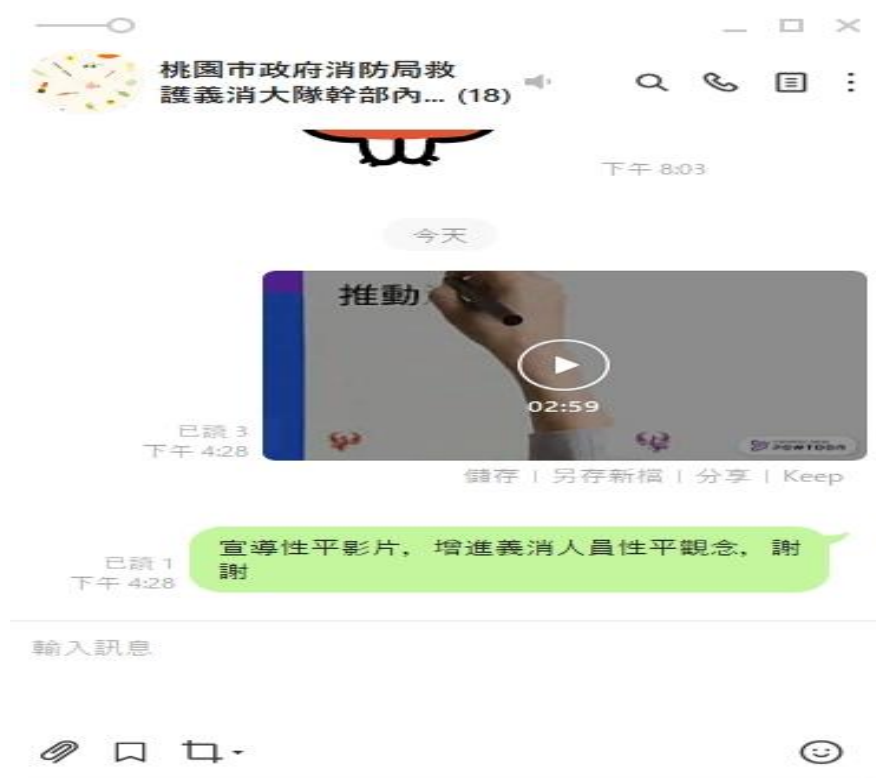 桃園市政府消防局救
護義消大隊幹部內... (18)
下午 8:03
今天
推動
02:59
已讀 3
下午 4:28
POWTOON
儲存 | 另存新檔 | 分享 | Keep
宣導性平影片，增進義消人員性平觀念，謝
謝
已讀 1
下午 4:28
輸入訊息